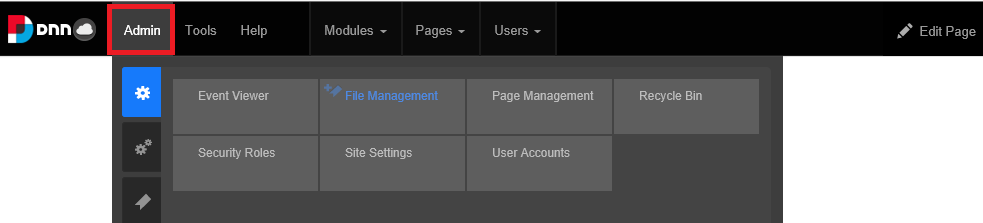 DNN Admin Tools Help Modules Pages Users Edit Page
Event Viewer File Management Page Management Recycle Bin
Security Roles Site Settings User Accounts